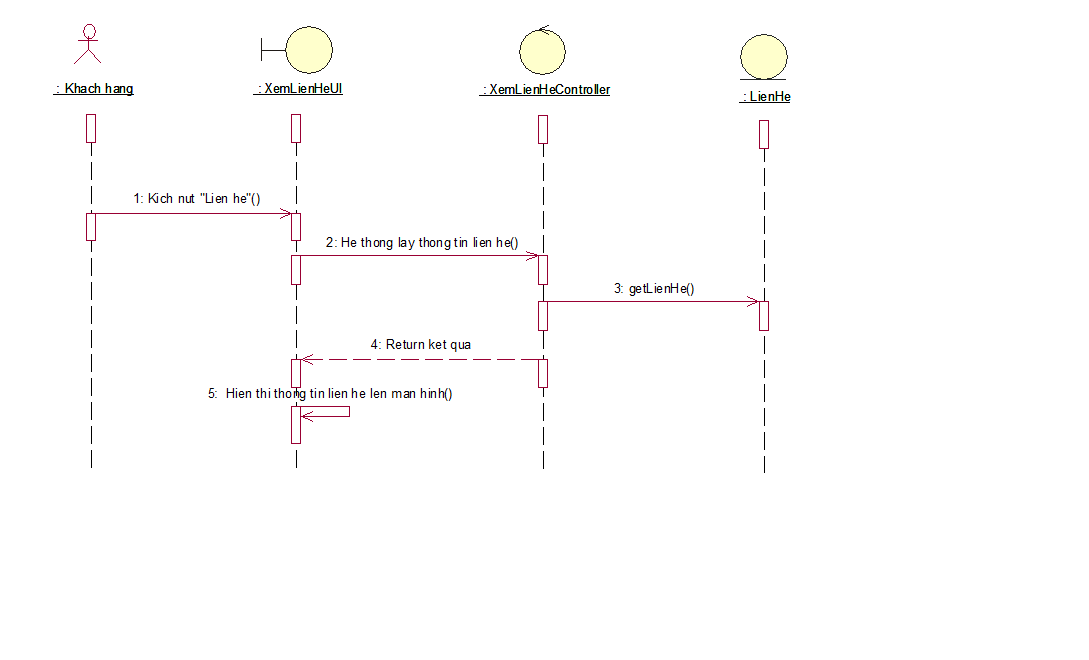 : Khach hang
: XemLienHeUI
: XemLienHeController
: LienHe
1: Kich nut "Lien he"()
2: He thong lay thong tin lien he()
3: getLienHe()
4: Return ket qua
5: Hien thi thong tin lien he len man hinh()